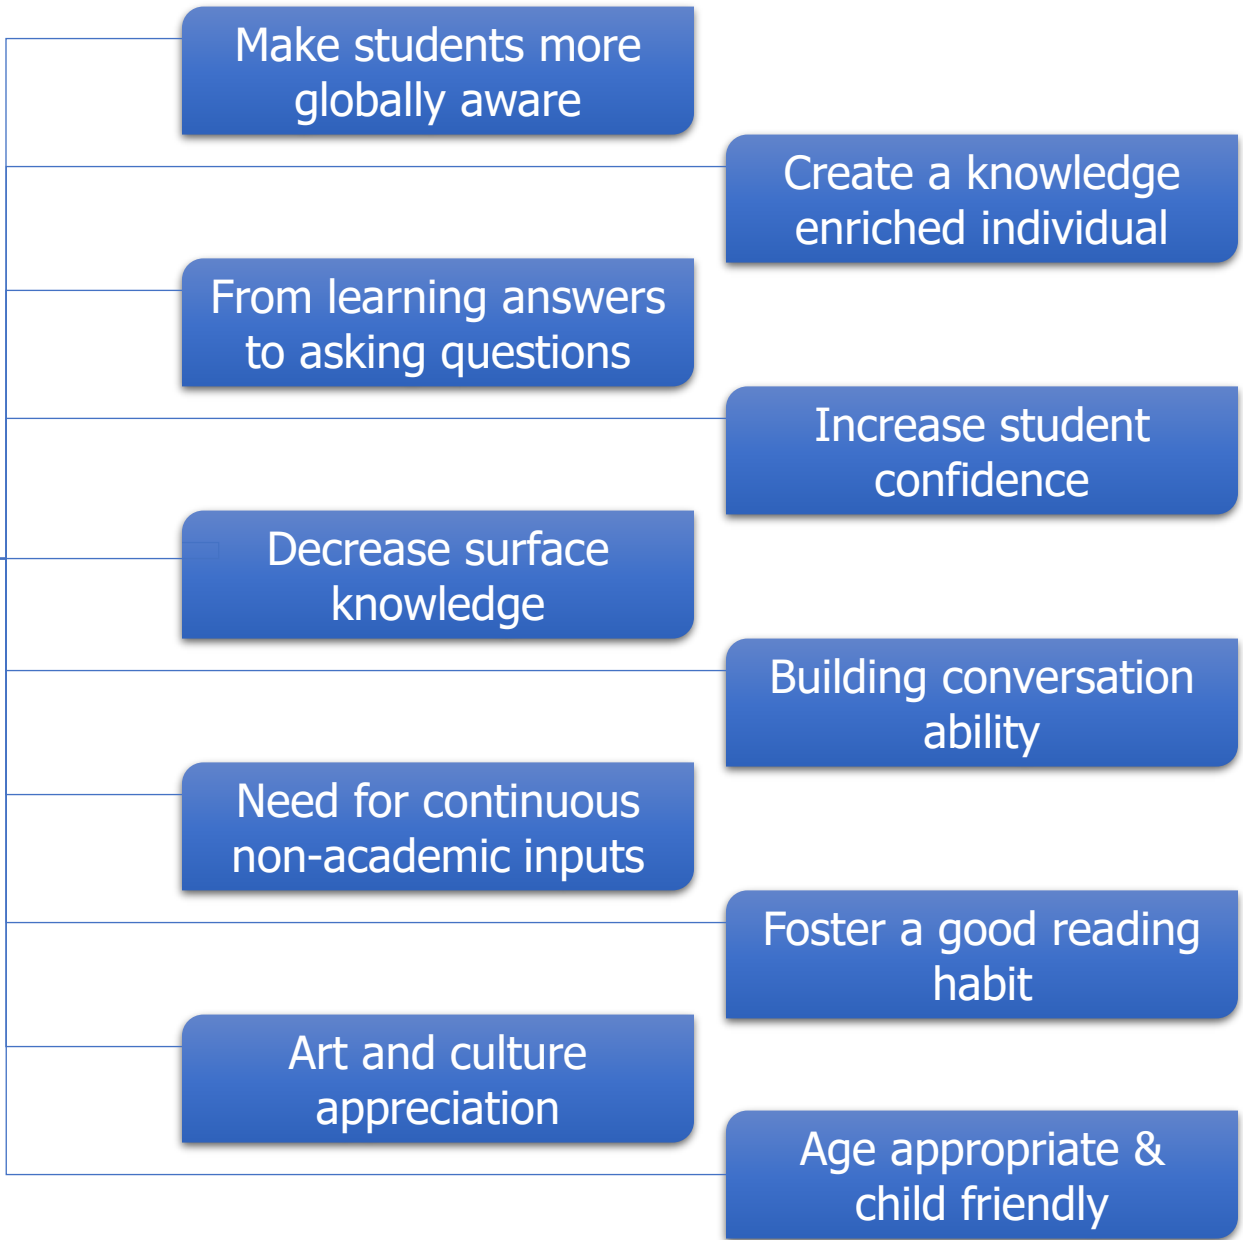 Make students more
globally aware
Create a knowledge
enriched individual
From learning answers
to asking questions
Increase student
confidence
Decrease surface
knowledge
Building conversation
ability
Need for continuous
non-academic inputs
Foster a good reading
habit
Art and culture
appreciation
Age appropriate &
child friendly